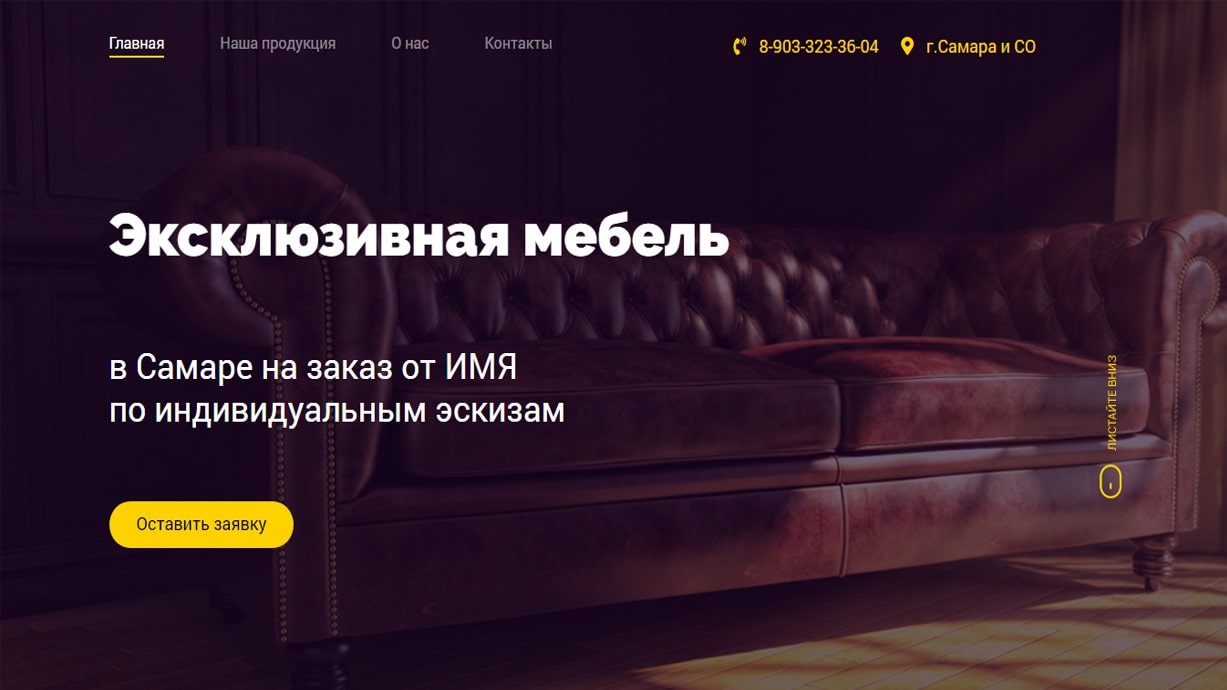 Главная
Наша продукция
О нас
Контакты
8-903-323-36-04
г.Самара и СО
Эксклюзивная мебель
в Самаре на заказ от ИМЯ
по индивидуальным эскизам
ЛИСТАЙТЕ ВНИЗ
Оставить заявку